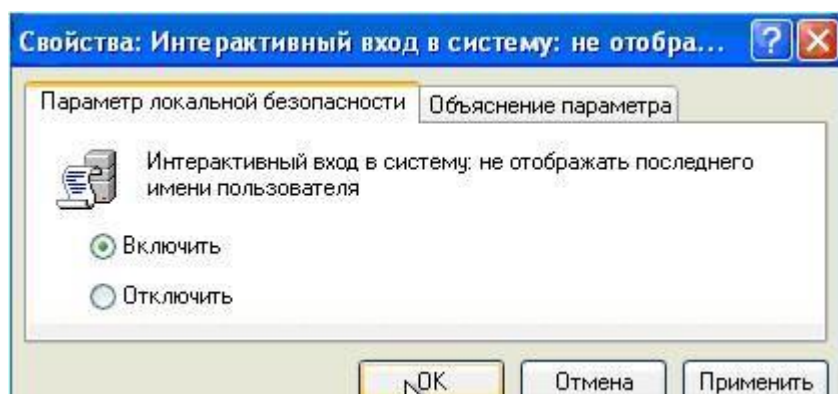 Свойства: Интерактивный вход в систему: не отобра...
Параметр локальной безопасности
Объяснение параметра
Интерактивный вход в систему: не отображать последнего
имени пользователя
Включить
Отключить
OK
Отмена
Применить